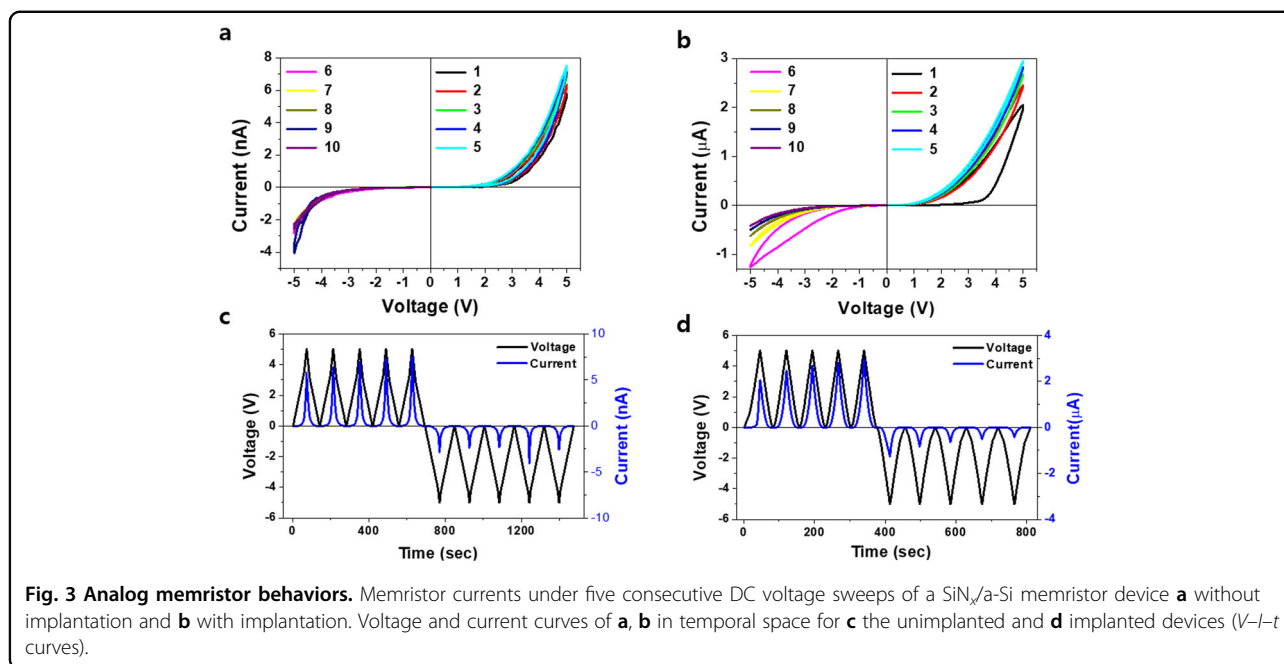 a
8
6
4
2
0
-2
-4
Current (nA)
6
7
8
9
10
1
2
3
4
5
-5 -4 -3 -2 -1 0 1 2 3 4 5
Voltage (V)
b
3
2
1
0
-1
Current (μA)
6
7
8
9
10
1
2
3
4
5
-5 -4 -3 -2 -1 0 1 2 3 4 5
Voltage (V)
c
6
4
2
0
-2
-4
-6
Voltage (V)
Voltage
Current
10
5
0
-5
-10
Current (nA)
0 400 800 1200
Time (sec)
d
6
4
2
0
-2
-4
-6
Voltage (V)
Voltage
Current
4
2
0
-2
-4
Current(μA)
0 200 400 600 800
Time (sec)
Fig. 3 Analog memristor behaviors. Memristor currents under five consecutive DC voltage sweeps of a SiNₓ/a-Si memristor device a without
implantation and b with implantation. Voltage and current curves of a, b in temporal space for c the unimplanted and d implanted devices (V–I–t
curves).